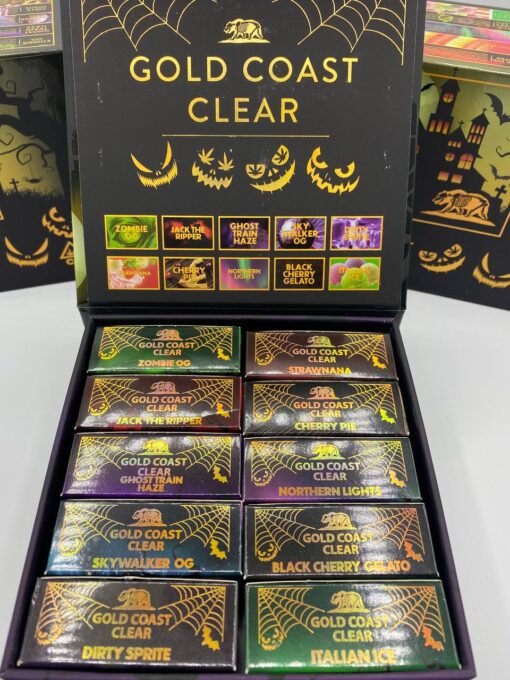 GOLD COAST
CLEAR
ZOMBIE
OG
JACK THE
RIPPER
GHOST
TRAIN
HAZE
SKY
WALKER
OG
DIRTY
SPRITE
CHERRY
PIE
NORTHERN
LIGHTS
BLACK
CHERRY
GELATO
GOLD COAST
CLEAR
ZOMBIE OG
GOLD COAST
CLEAR
STRAWNANA
GOLD COAST
CLEAR
JACK THE RIPPER
GOLD COAST
CLEAR
CHERRY PIE
GOLD COAST
CLEAR
GHOST TRAIN
HAZE
GOLD COAST
CLEAR
NORTHERN LIGHTS
GOLD COAST
CLEAR
SKYWALKER OG
GOLD COAST
CLEAR
BLACK CHERRY GELATO
GOLD COAST
CLEAR
DIRTY SPRITE
GOLD COAST
CLEAR
ITALIAN ICE